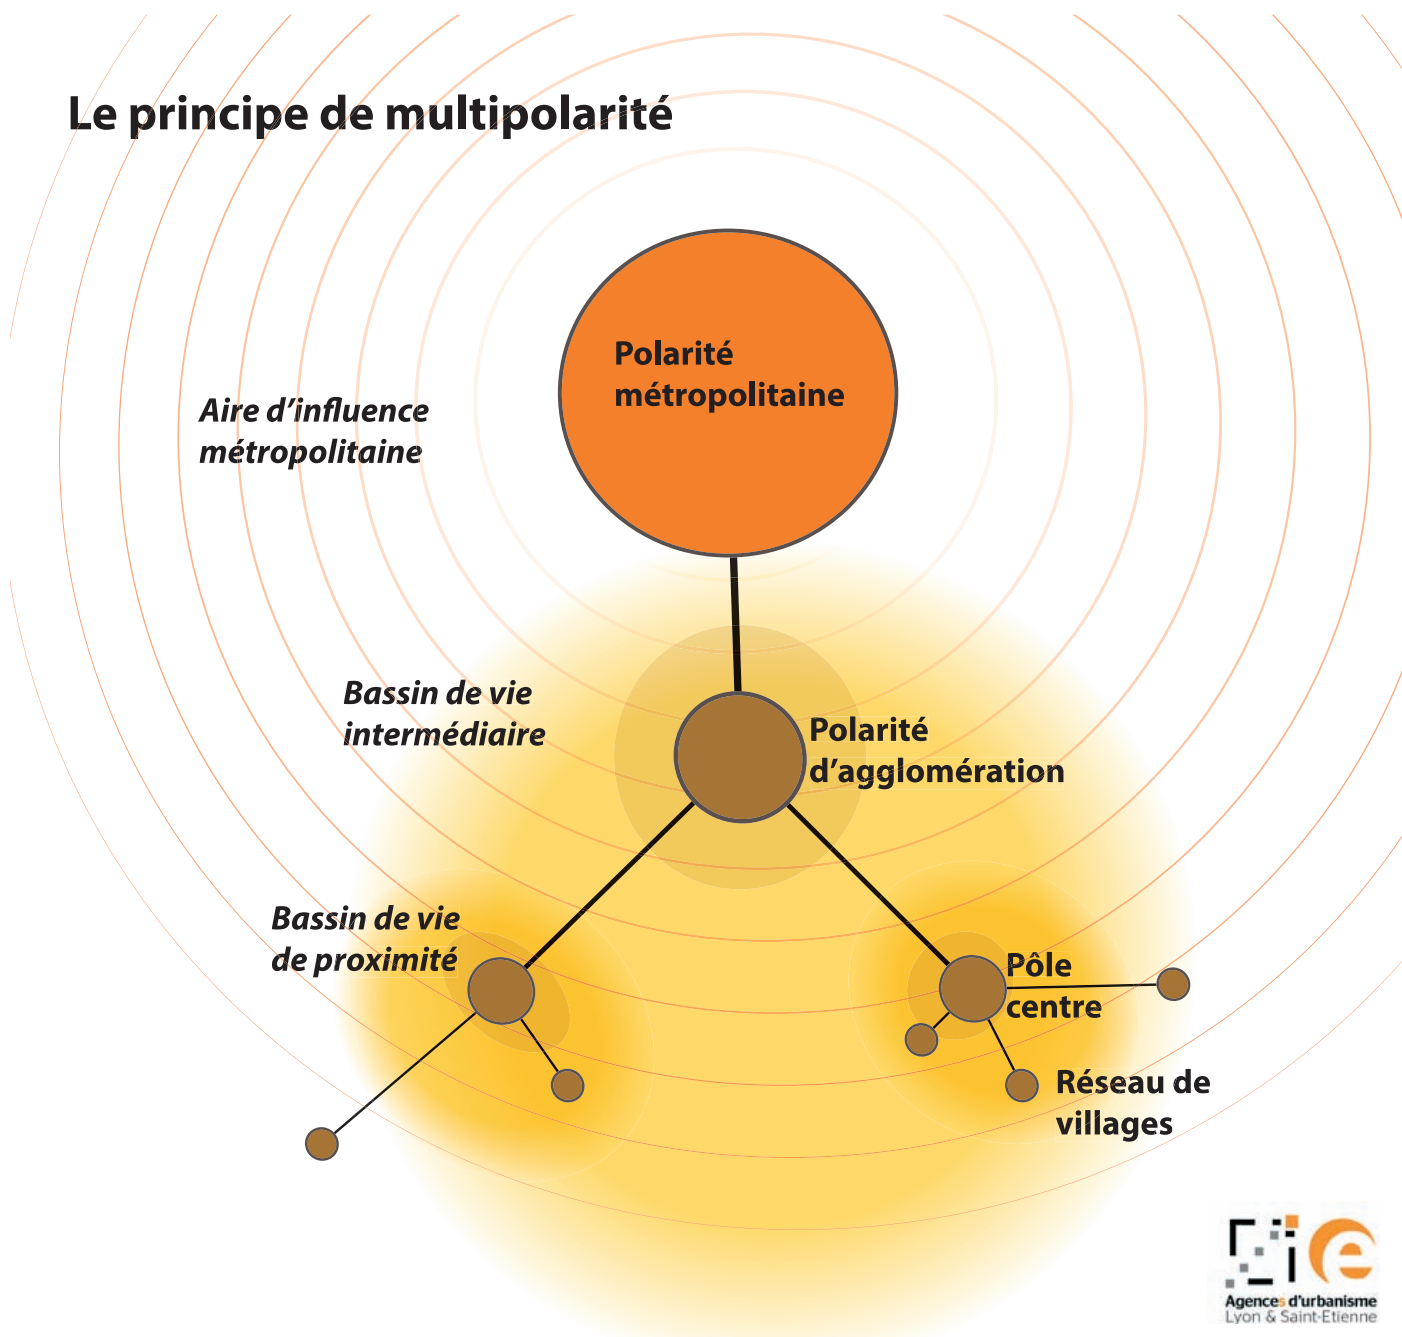 Le principe de multipolarité
Polarité
métropolitaine
Aire d’influence
métropolitaine
Bassin de vie
intermédiaire
Polarité
d’agglomération
Bassin de vie
de proximité
Pôle
centre
Réseau de
villages
Agences d'urbanisme
Lyon & Saint-Etienne